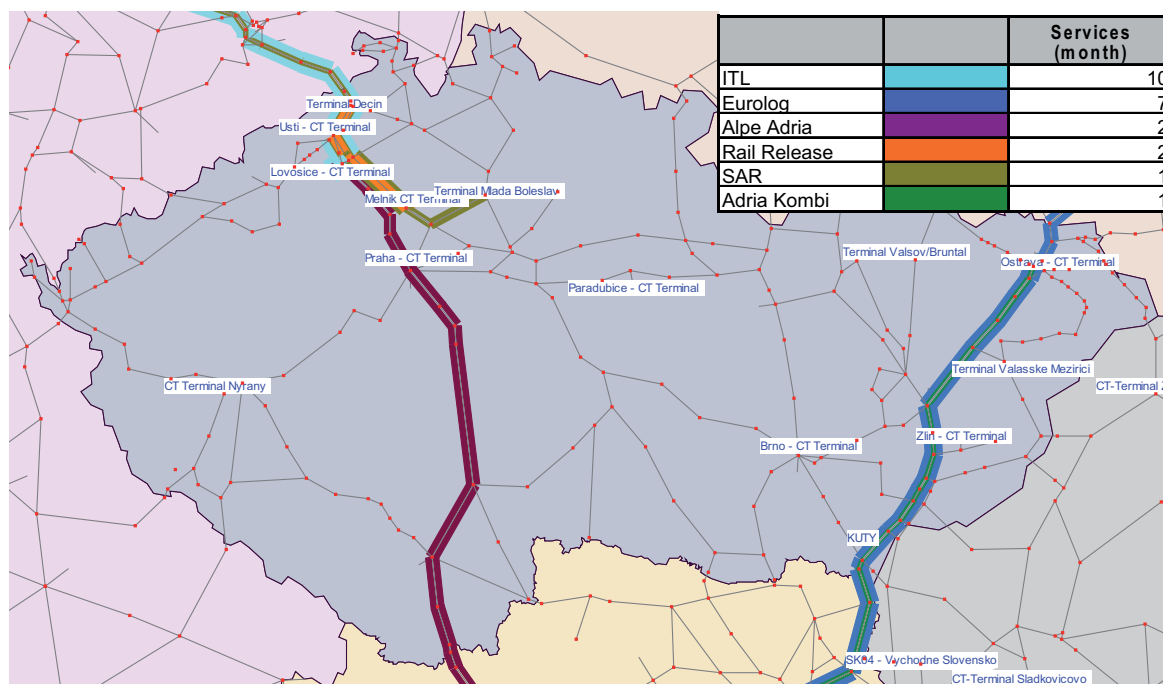 Services
(month)
ITL 10
Eurolog 7
Alpe Adria 2
Rail Release 2
SAR 1
Adria Kombi 1
Terminal Decin
Usti - CT Terminal
Lovosice - CT Terminal
Terminal Mlada Boleslav
Melnik CT Terminal
Praha - CT Terminal
Terminal Valsov/Bruntal
Ostrava - CT Terminal
Paradubice - CT Terminal
Terminal Valasske Mezirici
CT Terminal Nyrany
CT-Terminal
Zlin - CT Terminal
Brno - CT Terminal
KUTY
SK04 - Vychodne Slovensko
CT-Terminal Sladkovicovo